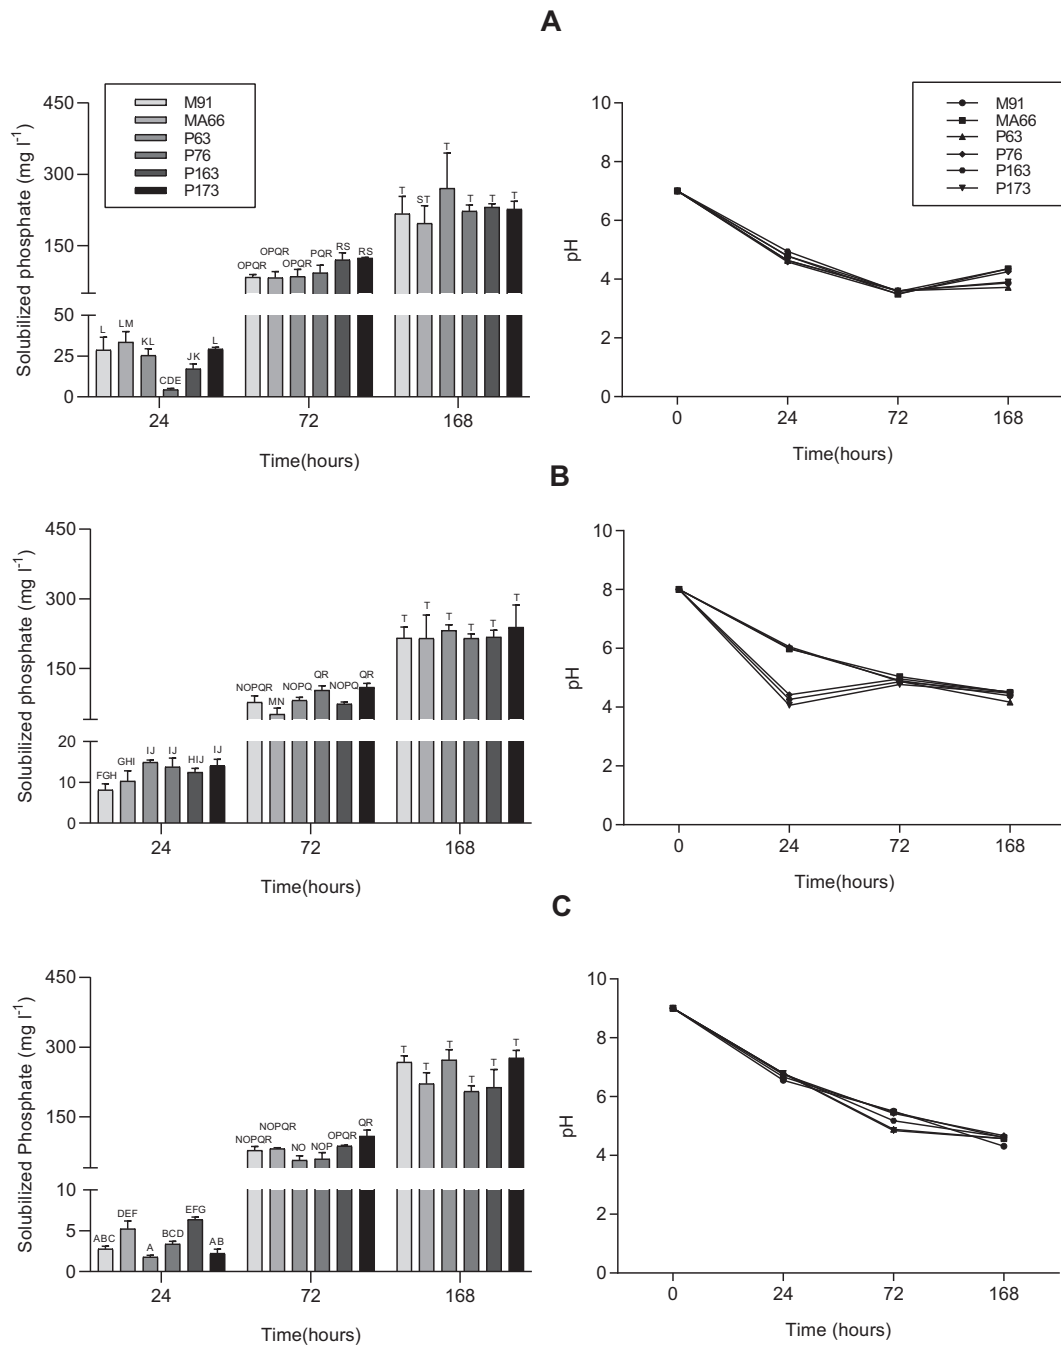 A
Solubilized phosphate (mg l-1)
450
300
150
50
25
0
M91
MA66
P63
P76
P163
P173
L
LM
KL
CDE
JK
L
OPQR
OPQR
OPQR
PQR
RS
RS
T
ST
T
T
T
T
24
72
168
Time(hours)
pH
10
8
6
4
2
0
M91
MA66
P63
P76
P163
P173
0
24
72
168
Time(hours)
B
Solubilized phosphate (mg l-1)
450
300
150
20
10
0
FGH
GHI
IJ
IJ
HIJ
IJ
NOPQR
MN
NOPQ
QR
NOPQ
QR
T
T
T
T
T
T
24
72
168
Time(hours)
pH
10
8
6
4
2
0
0
24
72
168
Time(hours)
C
Solubilized Phosphate (mg l-1)
450
300
150
10
5
0
ABC
DEF
A
BCD
EFG
AB
NOPQR
NOPQR
NO
NOP
OPQR
QR
T
T
T
T
T
T
24
72
168
Time(hours)
pH
10
8
6
4
2
0
0
24
72
168
Time (hours)